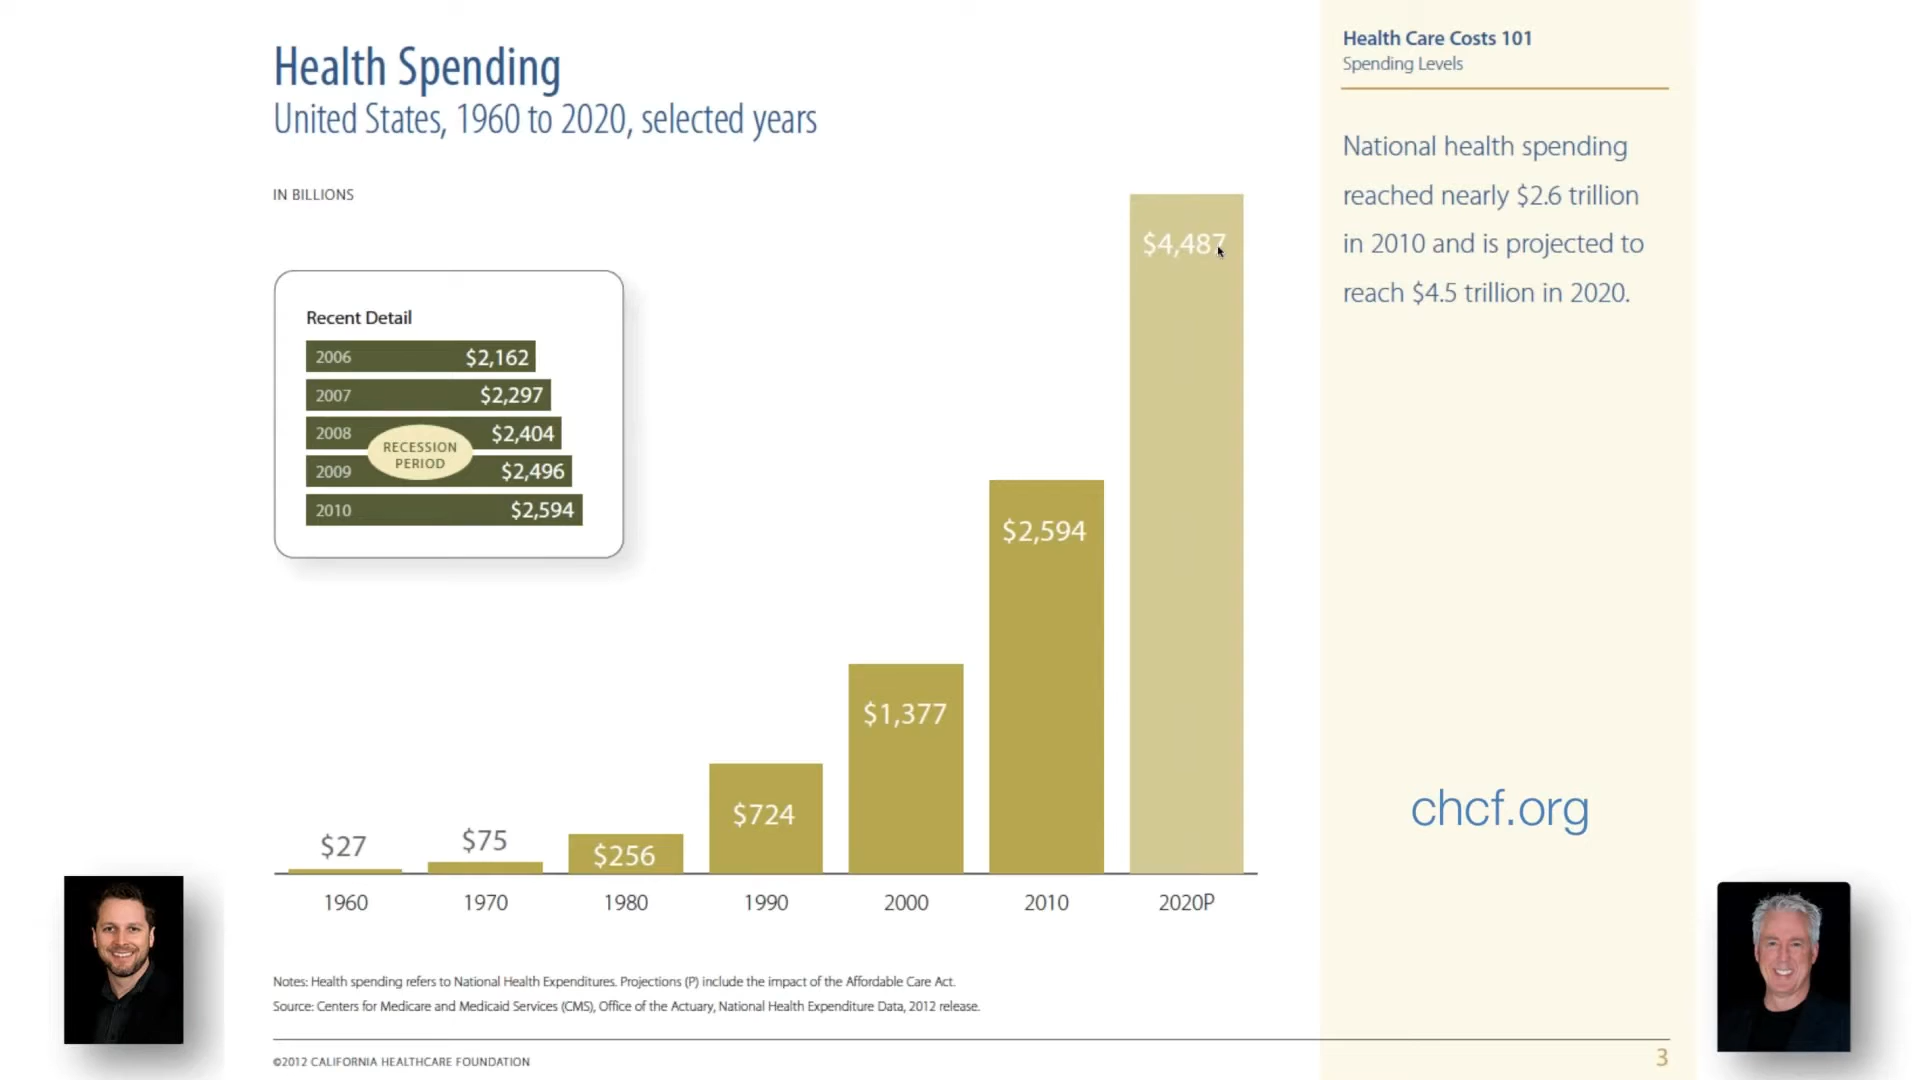 Health Spending
United States, 1960 to 2020, selected years
IN BILLIONS
Recent Detail
2006 $2,162
2007 $2,297
2008 $2,404
RECESSION
PERIOD
2009 $2,496
2010 $2,594
$27
$75
$256
$724
$1,377
$2,594
$4,487
1960 1970 1980 1990 2000 2010 2020P
Notes: Health spending refers to National Health Expenditures. Projections (P) include the impact of the Affordable Care Act.
Source: Centers for Medicare and Medicaid Services (CMS), Office of the Actuary, National Health Expenditure Data, 2012 release.
©2012 CALIFORNIA HEALTHCARE FOUNDATION
Health Care Costs 101
Spending Levels
National health spending
reached nearly $2.6 trillion
in 2010 and is projected to
reach $4.5 trillion in 2020.
chcf.org
3